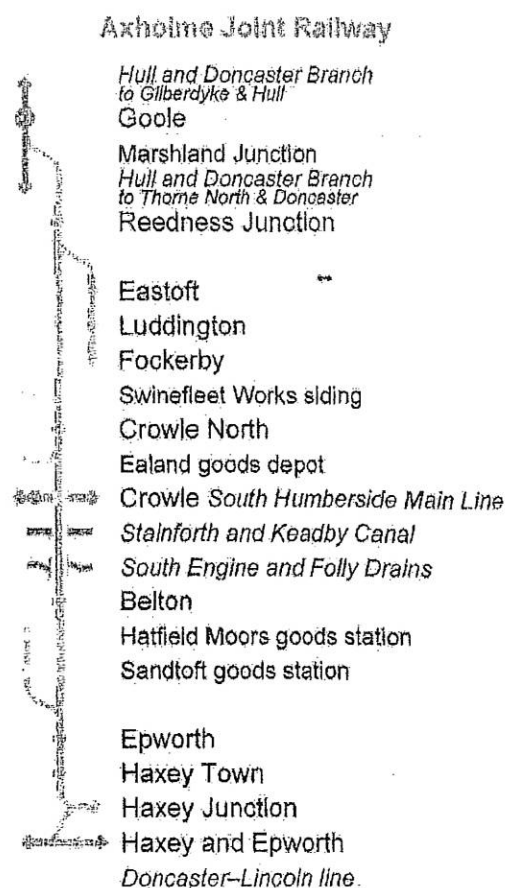 Axholme Joint Railway
Hull and Doncaster Branch
to Gilberdyke & Hull
Goole
Marshland Junction
Hull and Doncaster Branch
to Thorne North & Doncaster
Reedness Junction
Eastoft
Luddington
Fockerby
Swinefleet Works siding
Crowle North
Ealand goods depot
Crowle South Humberside Main Line
Stainforth and Keadby Canal
South Engine and Folly Drains
Belton
Hatfield Moors goods station
Sandtoft goods station
Epworth
Haxey Town
Haxey Junction
Haxey and Epworth
Doncaster–Lincoln line.